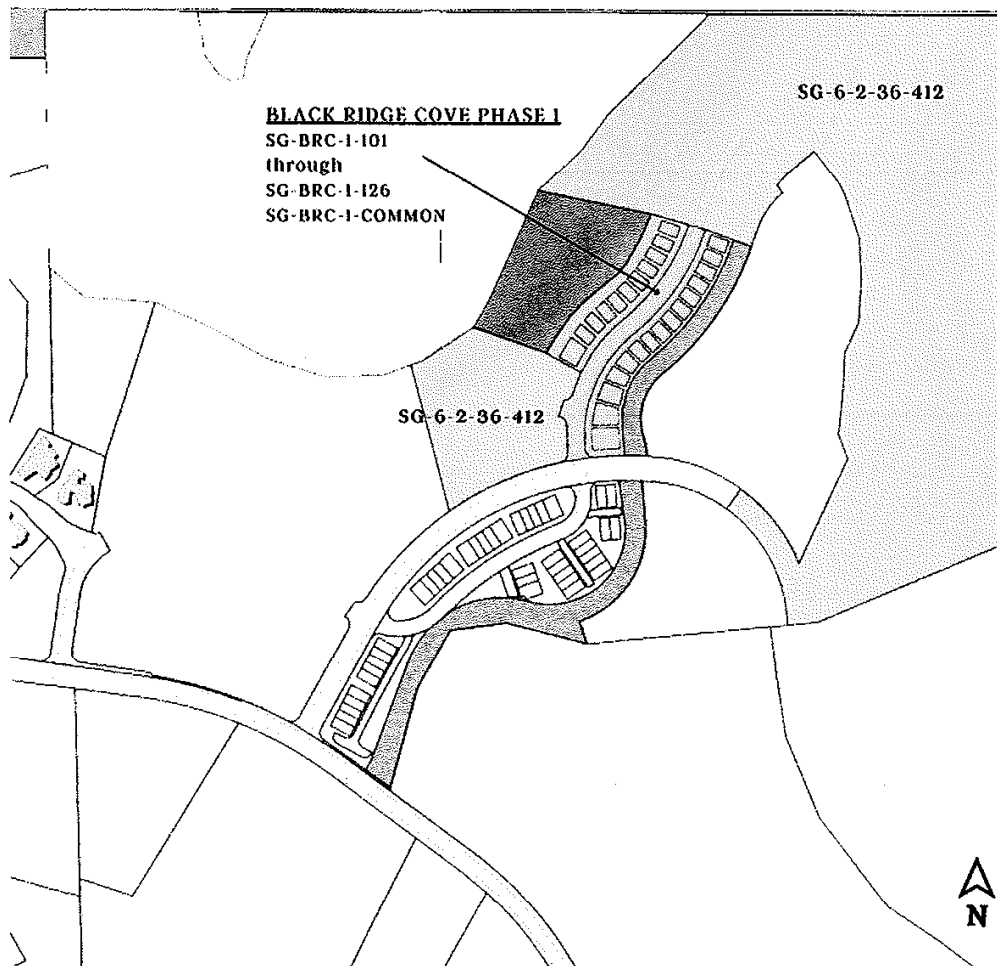 SG-6-2-36-412
BLACK RIDGE COVE PHASE 1
SG-BRC-1-101
through
SG-BRC-1-126
SG-BRC-1-COMMON
SG-6-2-36-412
N